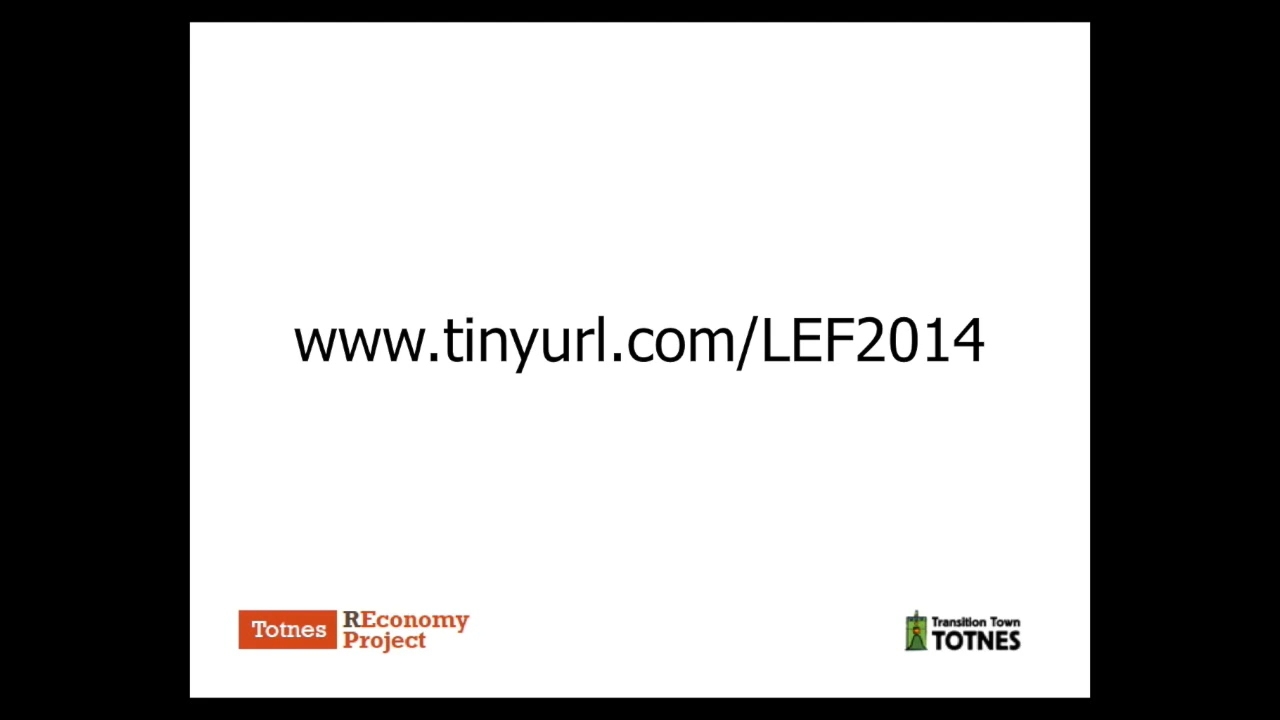 www.tinyurl.com/LEF2014
Totnes REconomy
Project
Transition Town
TOTNES